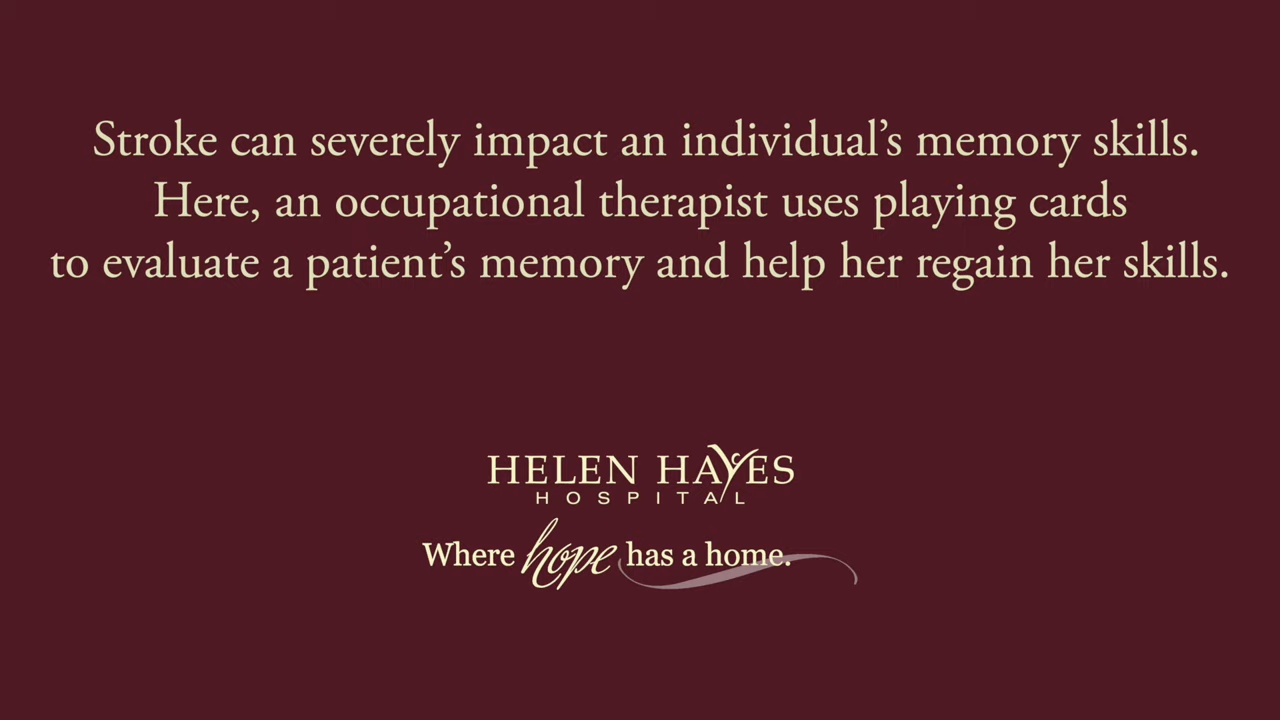 Stroke can severely impact an individual’s memory skills.
Here, an occupational therapist uses playing cards
to evaluate a patient’s memory and help her regain her skills.
HELEN HAYES
HOSPITAL
Where hope has a home.